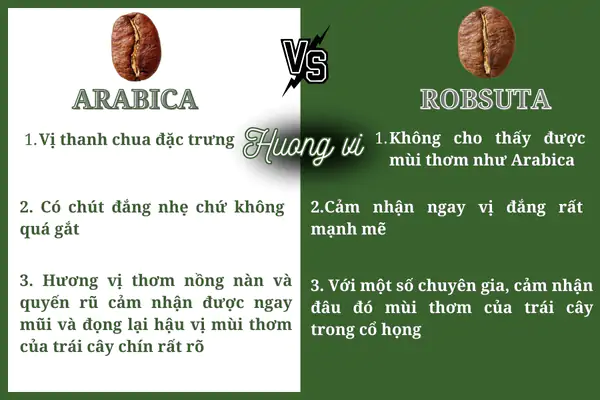 VS
ARABICA
ROBSUTA
Huong vi
1.Vị thanh chua đặc trưng
2. Có chút đắng nhẹ chứ không
quá gắt
3. Hương vị thơm nồng nàn và
quyến rũ cảm nhận được ngay
mũi và đọng lại hậu vị mùi thơm
của trái cây chín rất rõ
1.Không cho thấy được
mùi thơm như Arabica
2.Cảm nhận ngay vị đắng rất
mạnh mẽ
3. Với một số chuyên gia, cảm nhận
đâu đó mùi thơm của trái cây
trong cổ họng